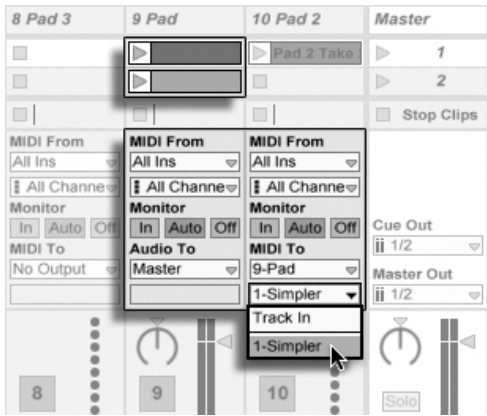 8 Pad 3 9 Pad 10 Pad 2 Master
Pad 2 Take 1
2
Stop Clips
MIDI From MIDI From MIDI From
All Ins All Ins All Ins
All Channe All Channe All Channe
Monitor Monitor Monitor
In Auto Off In Auto Off In Auto Off
Cue Out
MIDI To Audio To MIDI To
ii 1/2
No Output Master 9-Pad
Master Out
1-Simpler
ii 1/2
Track In
1-Simpler
8 9 10
Solo